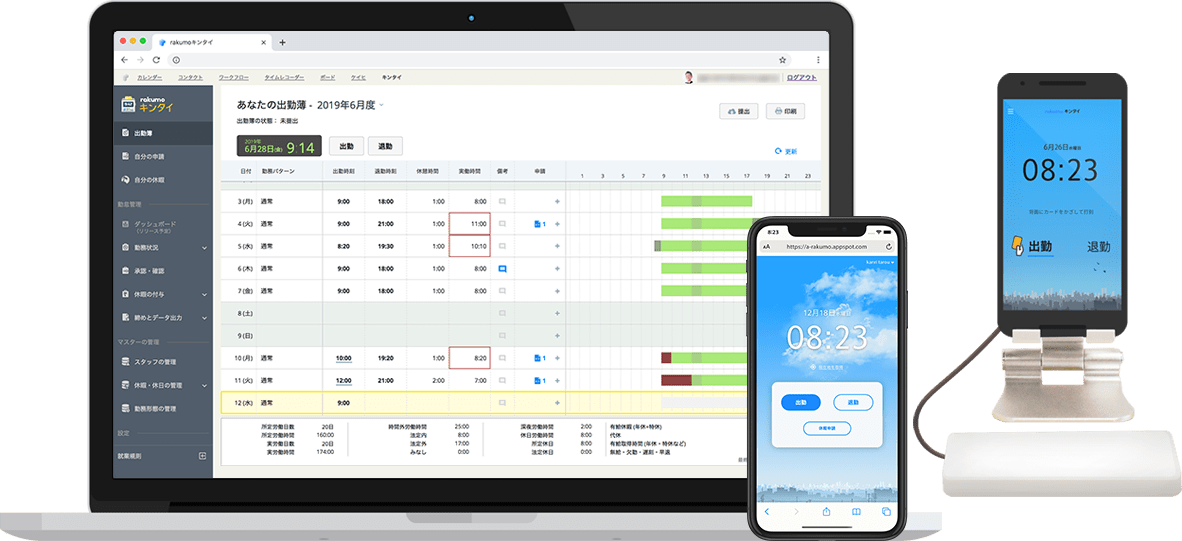 rakumoキンタイ
カレンダー コンタクト ワークフロー タイムレコーダー ボード ケイヒ キンタイ
ログアウト
rakumo
キンタイ
出勤簿
自分の申請
自分の休暇
勤怠管理
ダッシュボード
(リリース予定)
勤務状況
承認・確認
休暇の付与
締めとデータ出力
マスターの管理
スタッフの管理
休暇・休日の管理
勤務形態の管理
設定
就業規則
あなたの出勤薄 - 2019年6月度
出勤薄の状態： 未提出
提出 印刷
2019年
6月28日(金) 9:14
出勤 退勤
更新
日付 勤務パターン 出勤時刻 退勤時刻 休憩時間 実働時間 備考 申請 1 3 5 7 9 11 13 15 17 19 21 23
3 (月) 通常 9:00 18:00 1:00 8:00 +
4 (火) 通常 9:00 21:00 1:00 11:00 1 +
5 (水) 通常 8:20 19:30 1:00 10:10 +
6 (木) 通常 9:00 18:00 1:00 8:00 +
7 (金) 通常 9:00 18:00 1:00 8:00 +
8 (土) +
9 (日) +
10 (月) 通常 10:00 19:20 1:00 8:20 1 +
11 (火) 通常 12:00 21:00 2:00 7:00 1 +
12 (水) 通常 9:00 +
所定労働日数 20日 時間外労働時間 25:00 深夜労働時間 2:00 有給休暇 (年休+特休)
所定労働時間 160:00 法定内 8:00 休日労働時間 8:00 代休
実労働日数 20日 法定外 17:00 所定休日 8:00 有給取得時間 (年休・特休など)
実労働時間 174:00 みなし 0:00 法定休日 0:00 無給・欠勤・遅刻・早退
8:23
AA https://a-rakumo.appspot.com
12月18日水曜日
08:23
出勤 退勤
休暇申請
rakumo キンタイ
6月26日水曜日
08:23
背面にカードをかざして打刻
出勤 退勤